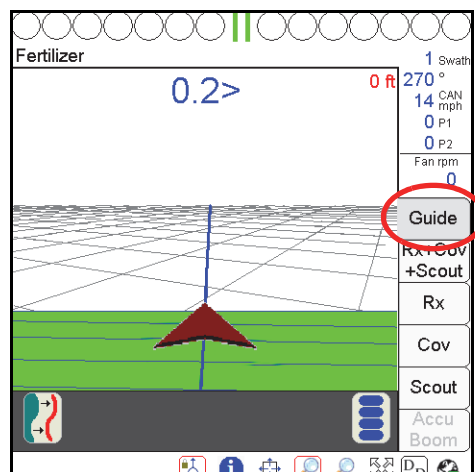 Fertilizer
0.2>
0 ft
1 Swath
270 °
14 CAN mph
0 P1
0 P2
Fan rpm
0
Guide
Rx+Cov
+Scout
Rx
Cov
Scout
Accu
Boom